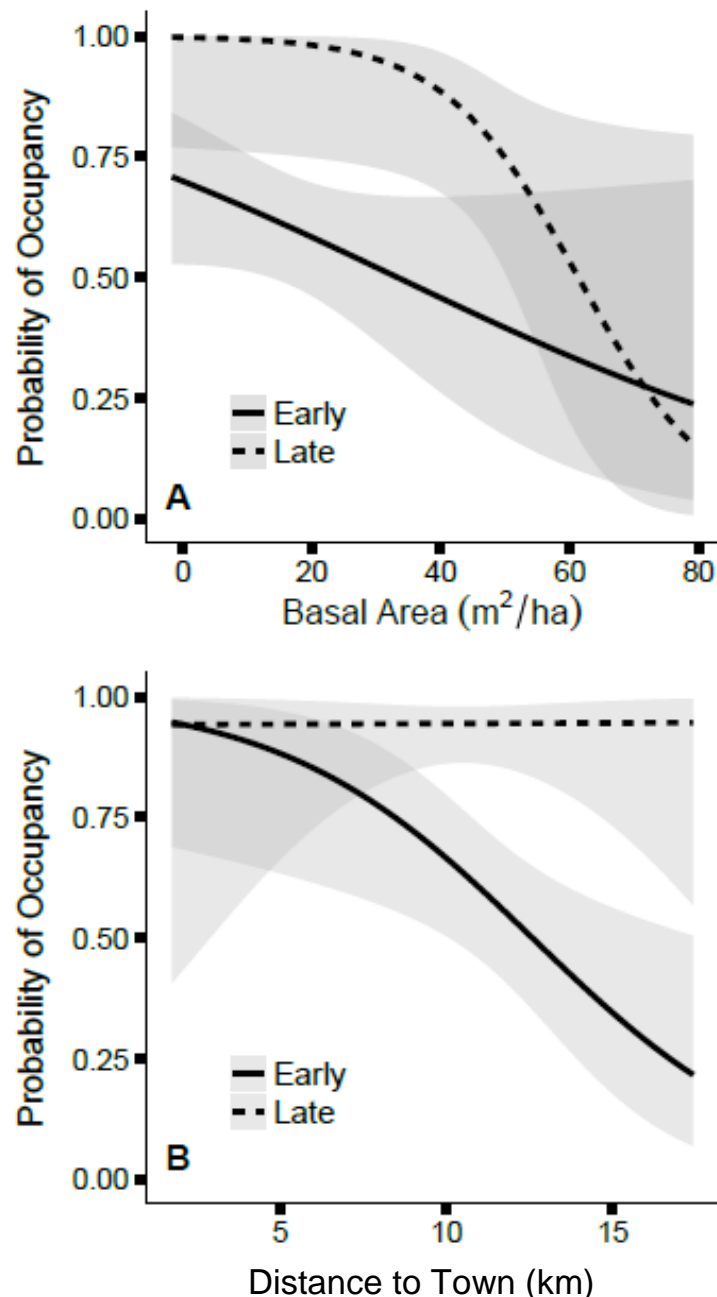 Probability of Occupancy
1.00
0.75
0.50
0.25
0.00
Early
Late
A
0 20 40 60 80
Basal Area (m²/ha)
Probability of Occupancy
1.00
0.75
0.50
0.25
0.00
Early
Late
B
5 10 15
Distance to Town (km)